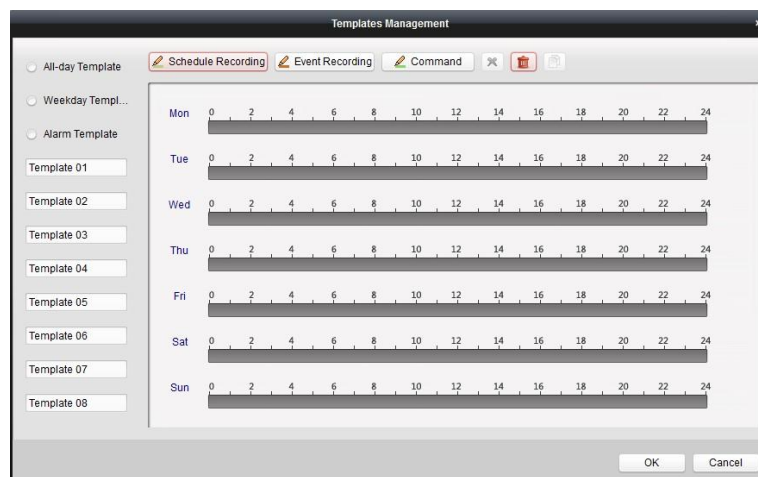 Templates Management
All-day Template
Schedule Recording Event Recording Command
Weekday Templ...
Alarm Template
Template 01
Template 02
Template 03
Template 04
Template 05
Template 06
Template 07
Template 08
Mon 0 2 4 6 8 10 12 14 16 18 20 22 24
Tue 0 2 4 6 8 10 12 14 16 18 20 22 24
Wed 0 2 4 6 8 10 12 14 16 18 20 22 24
Thu 0 2 4 6 8 10 12 14 16 18 20 22 24
Fri 0 2 4 6 8 10 12 14 16 18 20 22 24
Sat 0 2 4 6 8 10 12 14 16 18 20 22 24
Sun 0 2 4 6 8 10 12 14 16 18 20 22 24
OK Cancel